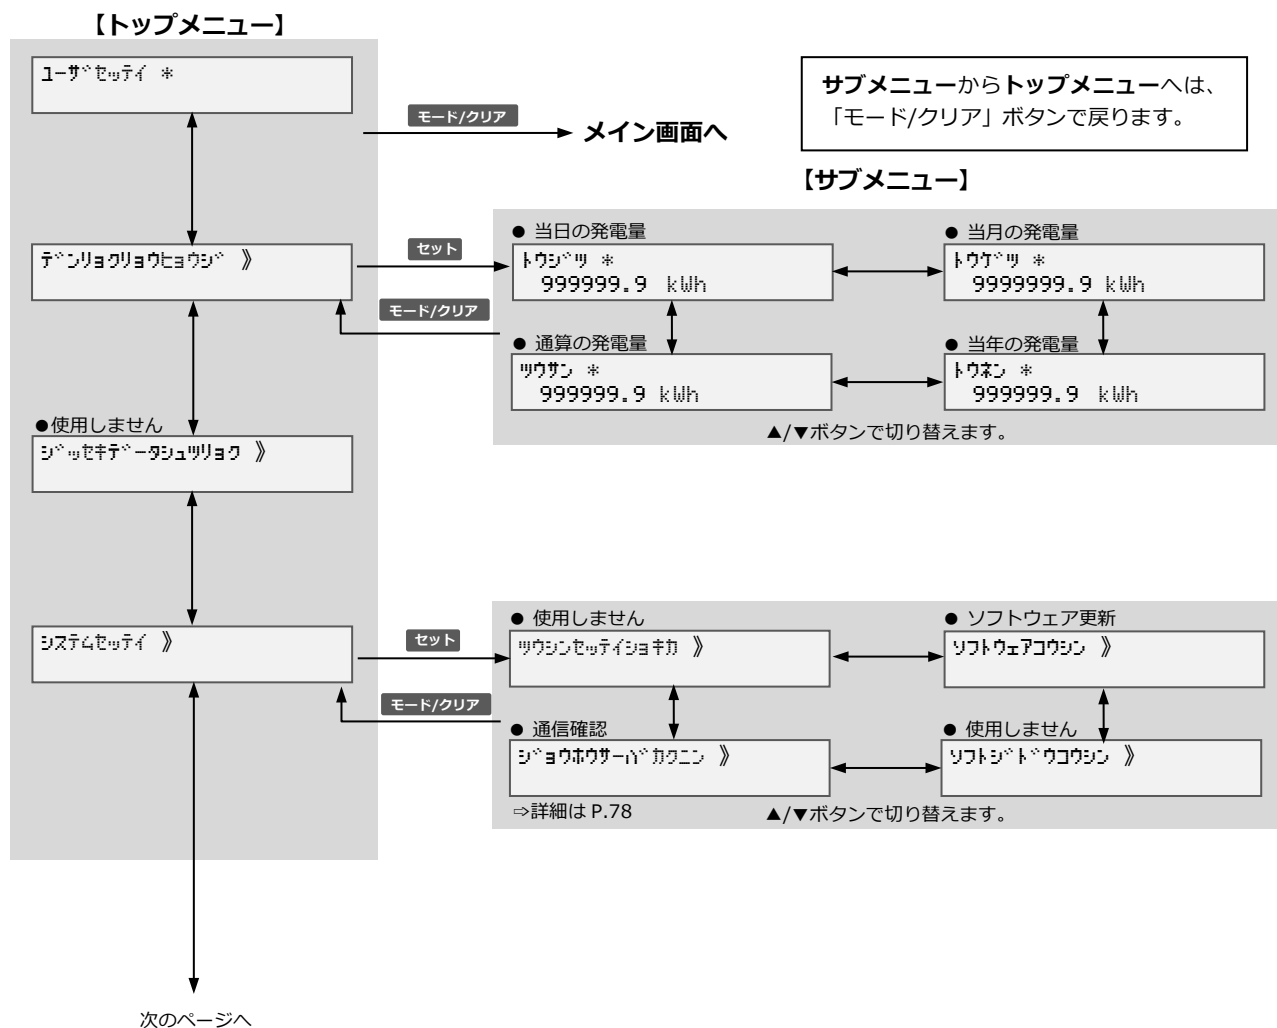 【トップメニュー】
ユーザセッテイ *
モード/クリア
メイン画面へ
サブメニューからトップメニューへは、
「モード/クリア」ボタンで戻ります。
【サブメニュー】
デンリョクリョウヒョウジ 》
セット
モード/クリア
● 当日の発電量
トウジツ *
999999.9 kWh
● 当月の発電量
トウゲツ *
9999999.9 kWh
● 通算の発電量
ツウサン *
999999.9 kWh
● 当年の発電量
トウネン *
999999.9 kWh
▲/▼ボタンで切り替えます。
●使用しません
ジッセキデータシュツリョク 》
システムセッテイ 》
セット
モード/クリア
● 使用しません
ツウシンセッテイショキカ 》
● ソフトウェア更新
ソフトウェアコウシン 》
● 通信確認
ジョウホウサーバカクニン 》
● 使用しません
ソフトジドウコウシン 》
⇨詳細は P.78
▲/▼ボタンで切り替えます。
次のページへ